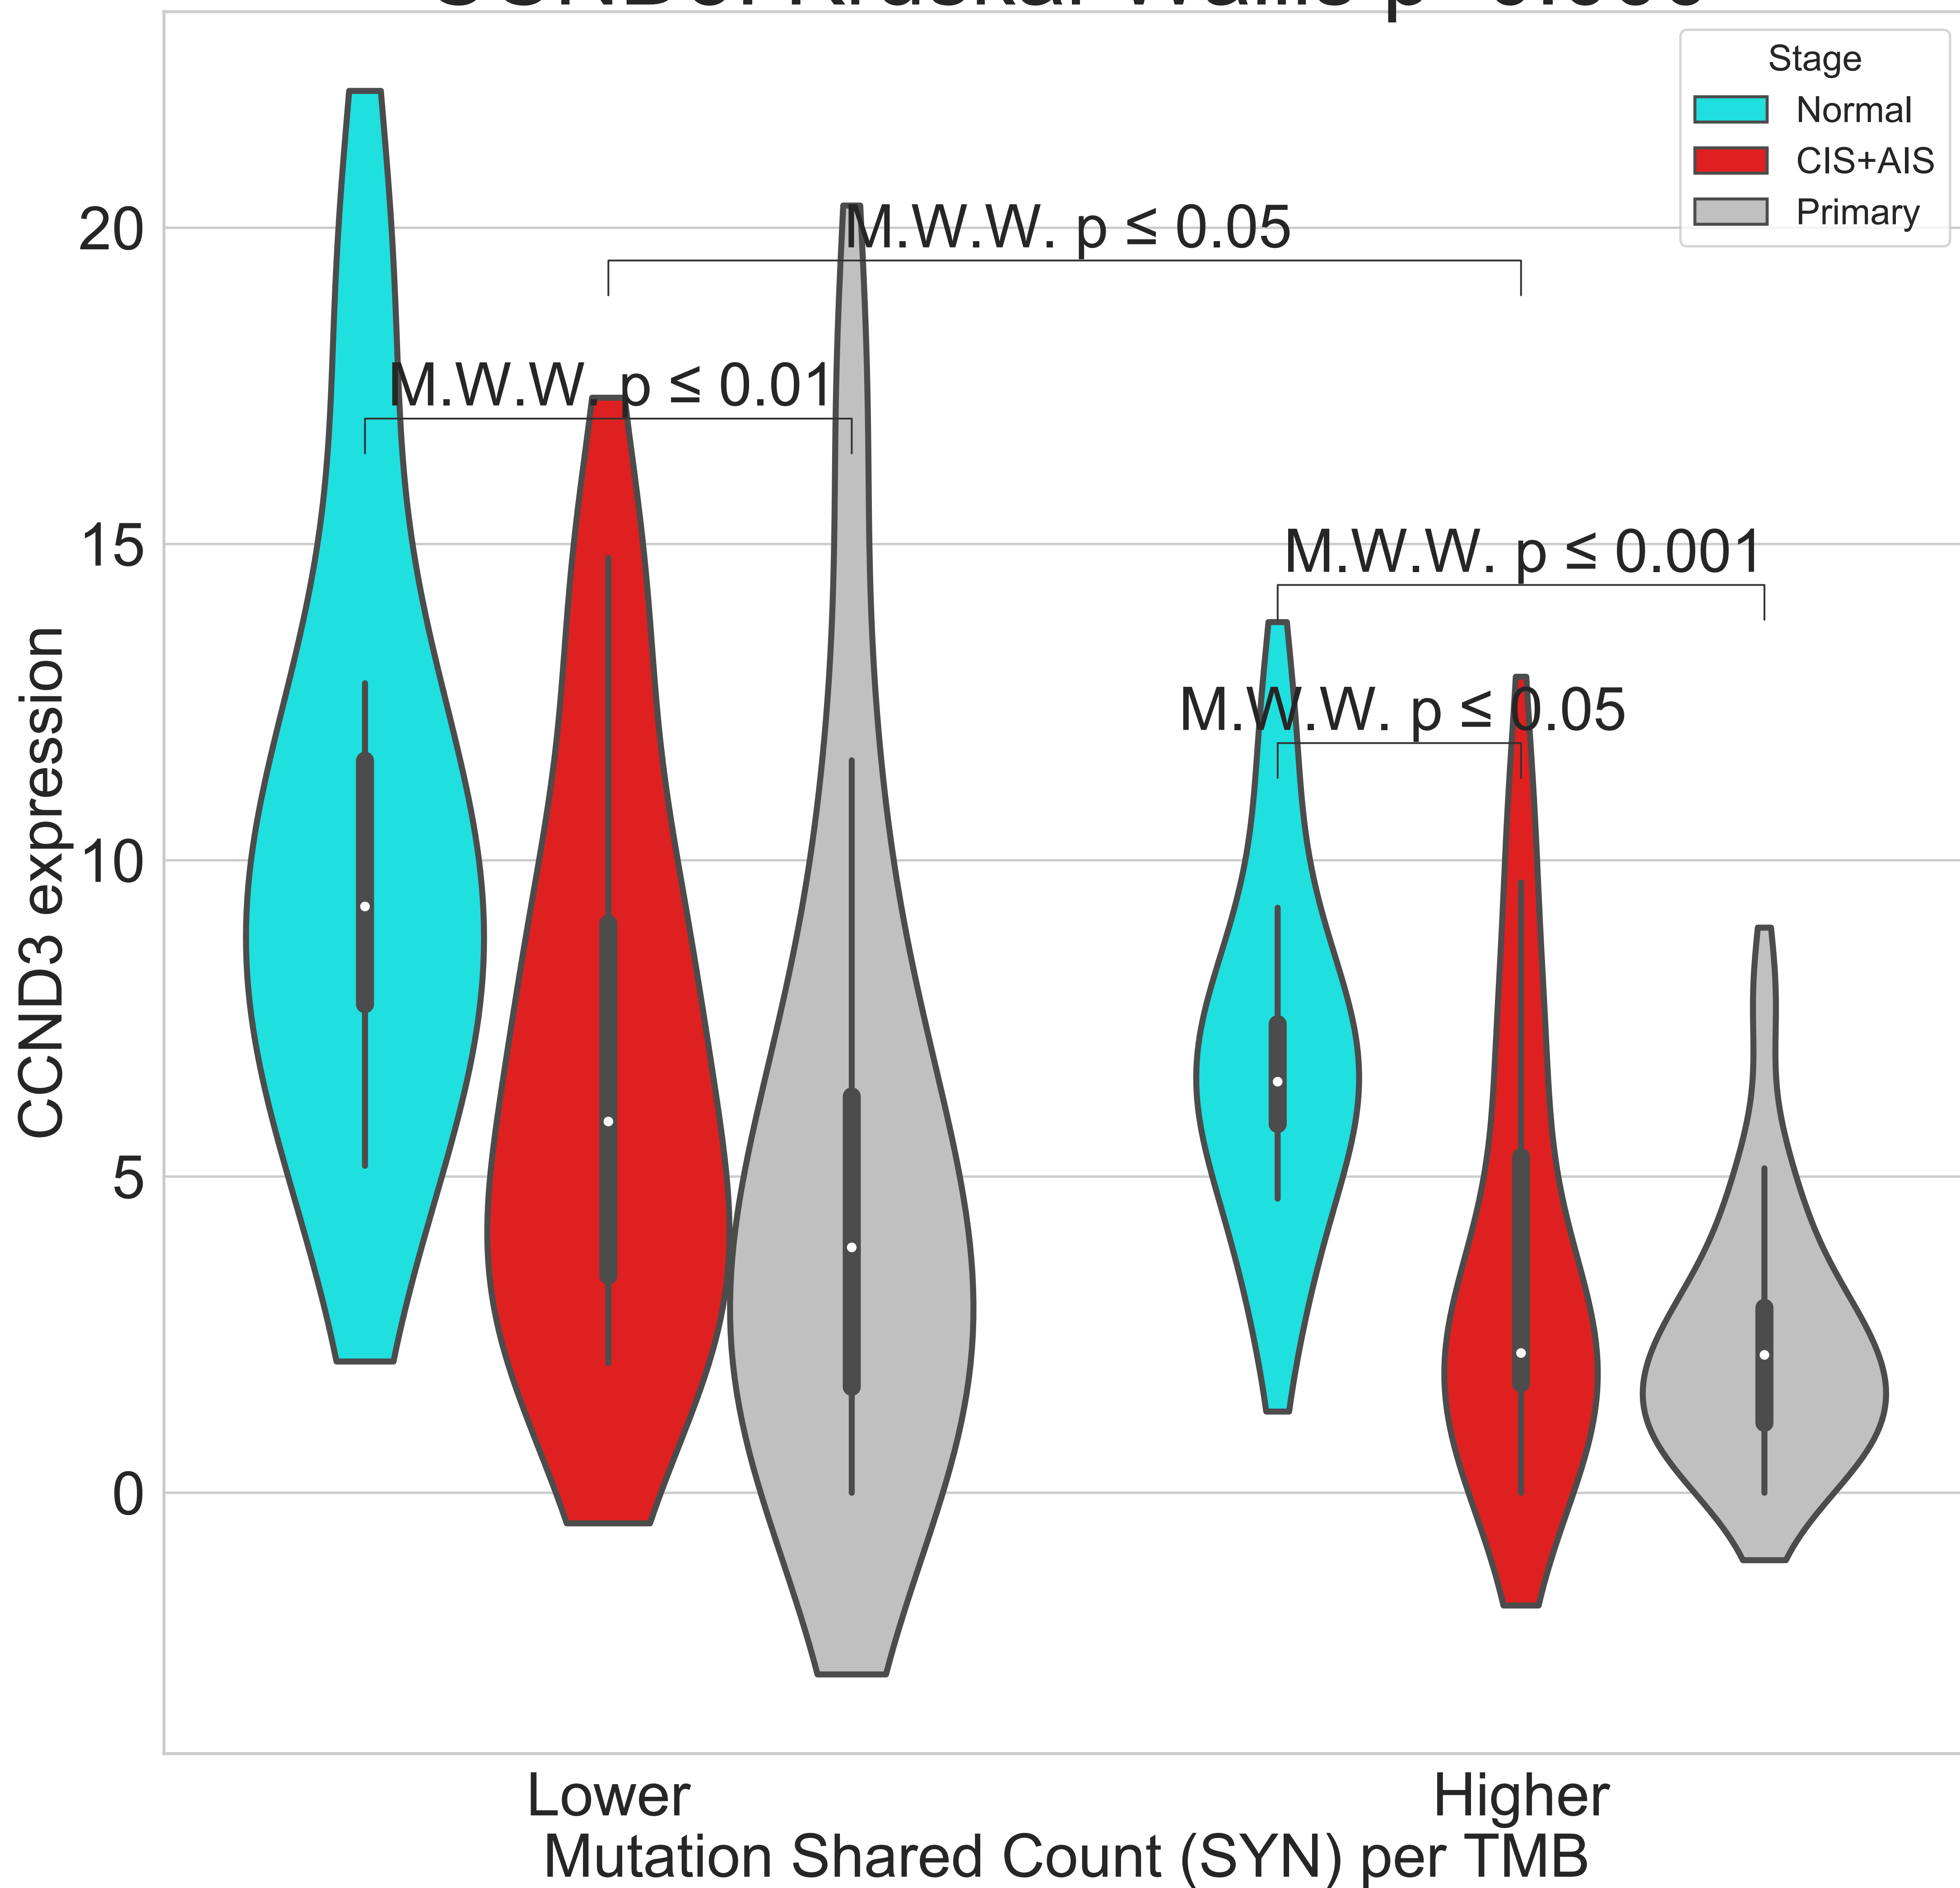 Stage
Normal
CIS+AIS
Primary
M.W.W. p ≤ 0.05
M.W.W. p ≤ 0.01
M.W.W. p ≤ 0.001
M.W.W. p ≤ 0.05
20
15
10
5
0
CCND3 expression
Lower
Higher
Mutation Shared Count (SYN) per TMB